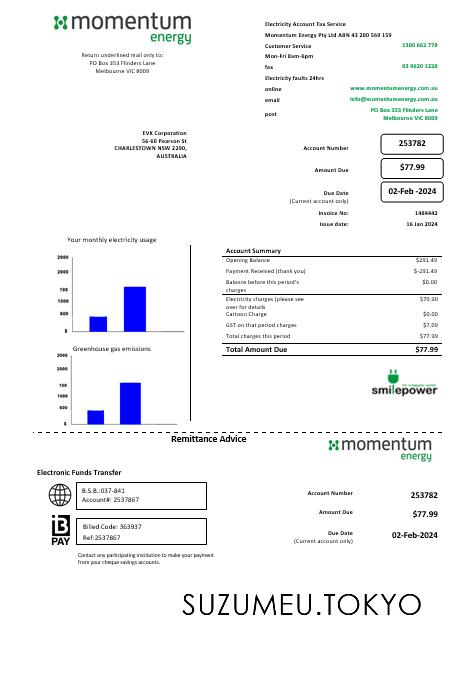 momentum
energy
Return underlined mail only to:
PO Box 353 Flinders Lane
Melbourne VIC 8009
Electricity Account Tax Service
Momentum Energy Pty Ltd ABN 43 200 569 159
Customer Service 1300 662 778
Mon-Fri 8am-6pm
fax 03 9620 1228
Electricity faults 24hrs
online www.momentumenergy.com.au
email info@momentumenergy.com.au
post PO Box 353 Flinders Lane
Melbourne VIC 8009
EVK Corporation
56-60 Pearson St
CHARLESTOWN NSW 2290,
AUSTRALIA
Account Number 253782
Amount Due $77.99
Due Date 02-Feb -2024
(Current account only)
Invoice No: 1484442
Issue date: 16 Jan 2024
Your monthly electricity usage
2000
1500
100
1000
600
$
Greenhouse gas emissions
2000
100
1000
600
$
Account Summary
Opening Balance $291.49
Payment Received (thank you) $-291.49
Balance before this period's $0.00
charges
Electricity charges (please see $70.90
over for details
Cartoon Charge $0.00
GST on that period charges $7.09
Total charges this period $77.99
Total Amount Due $77.99
smilepower
Remittance Advice
momentum
energy
Electronic Funds Transfer
B.S.B.:037-841
Account#: 2537867
B
PAY
Billed Code: 363937
Ref:2537867
Contact any participating institution to make your payment
from your cheque savings accounts.
Account Number 253782
Amount Due $77.99
Due Date 02-Feb-2024
(Current account only)
SUZUMEU.TOKYO